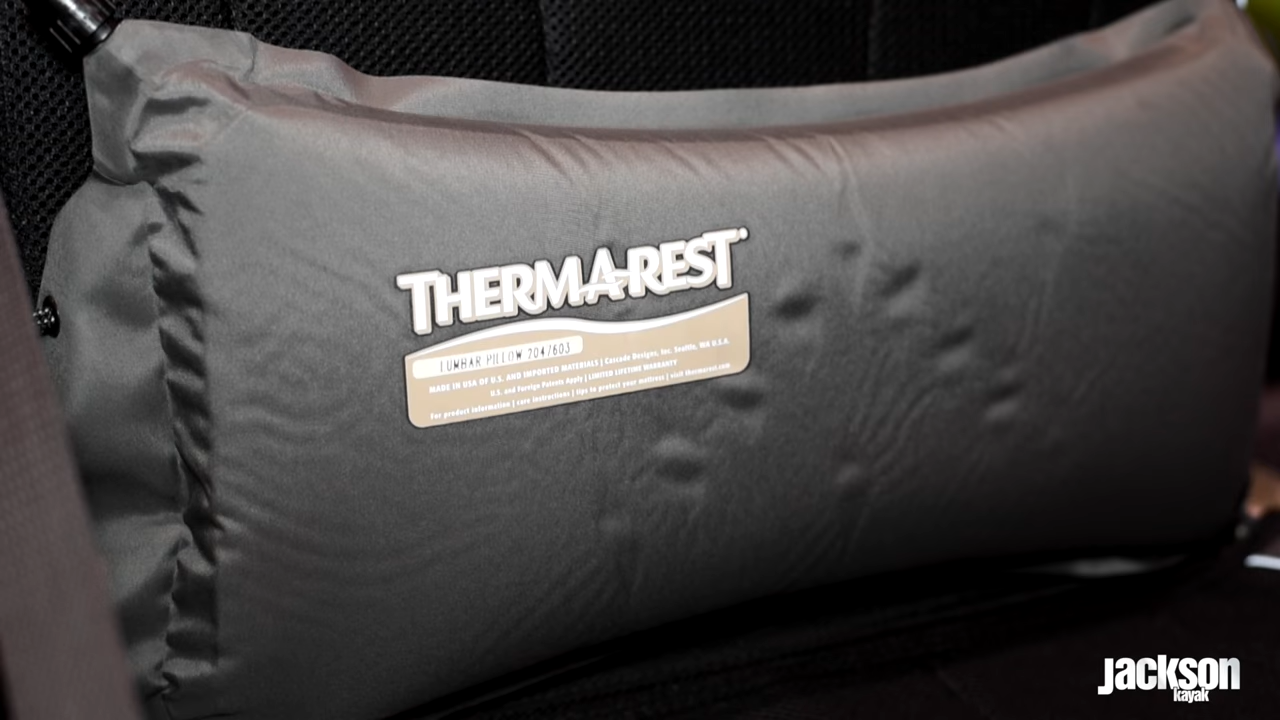 THERM-A-REST
LUMBAR PILLOW 7047603
MADE IN USA OF U.S. AND IMPORTED MATERIALS | Cascade Designs, Inc. Seattle, WA U.S.A.
U.S. and Foreign Patents Apply | LIMITED LIFETIME WARRANTY
For product information | care instructions | tips to protect your mattress | visit thermarest.com
jackson
kayak